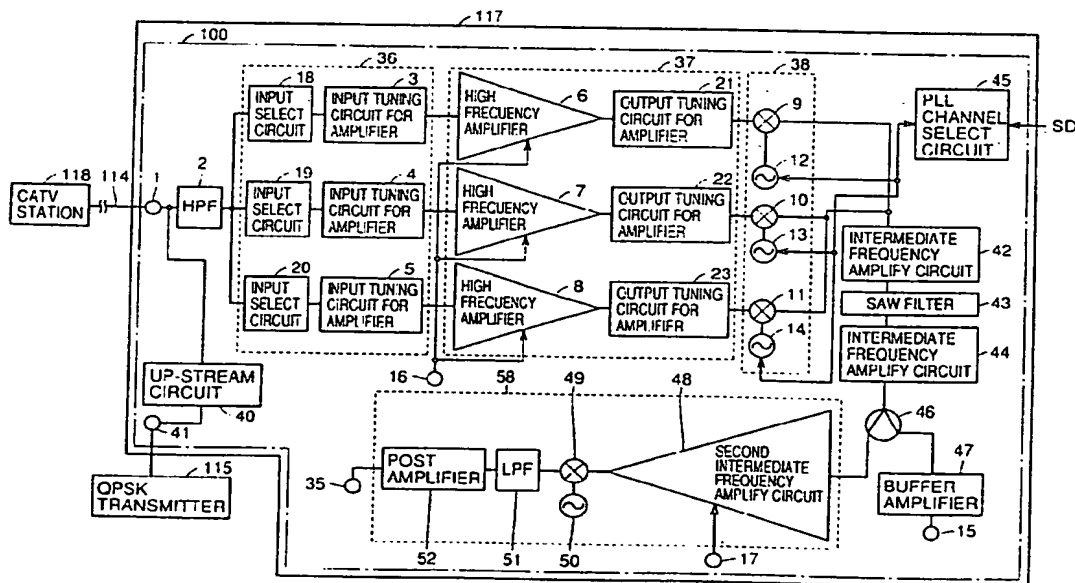 117
100
36
37
38
18
3
6
21
9
45
INPUT
SELECT
CIRCUIT
INPUT TUNING
CIRCUIT FOR
AMPLIFIER
HIGH
FREQUENCY
AMPLIFIER
OUTPUT TUNING
CIRCUIT FOR
AMPLIFIER
PLL
CHANNEL
SELECT
CIRCUIT
SD
12
118
114
1
2
19
4
7
22
10
CATV
STATION
HPF
INPUT
SELECT
CIRCUIT
INPUT TUNING
CIRCUIT FOR
AMPLIFIER
HIGH
FREQUENCY
AMPLIFIER
OUTPUT TUNING
CIRCUIT FOR
AMPLIFIER
13
INTERMEDIATE
FREQUENCY
AMPLIFY CIRCUIT
42
20
5
8
23
11
INPUT
SELECT
CIRCUIT
INPUT TUNING
CIRCUIT FOR
AMPLIFIER
HIGH
FREQUENCY
AMPLIFIER
OUTPUT TUNING
CIRCUIT FOR
AMPLIFIER
14
SAW FILTER
43
INTERMEDIATE
FREQUENCY
AMPLIFY CIRCUIT
44
16
UP-STREAM
CIRCUIT
40
41
58
49
48
46
115
QPSK
TRANSMITTER
35
POST
AMPLIFIER
LPF
SECOND
INTERMEDIATE
FREQUENCY
AMPLIFY CIRCUIT
47
BUFFER
AMPLIFIER
52
51
50
17
15